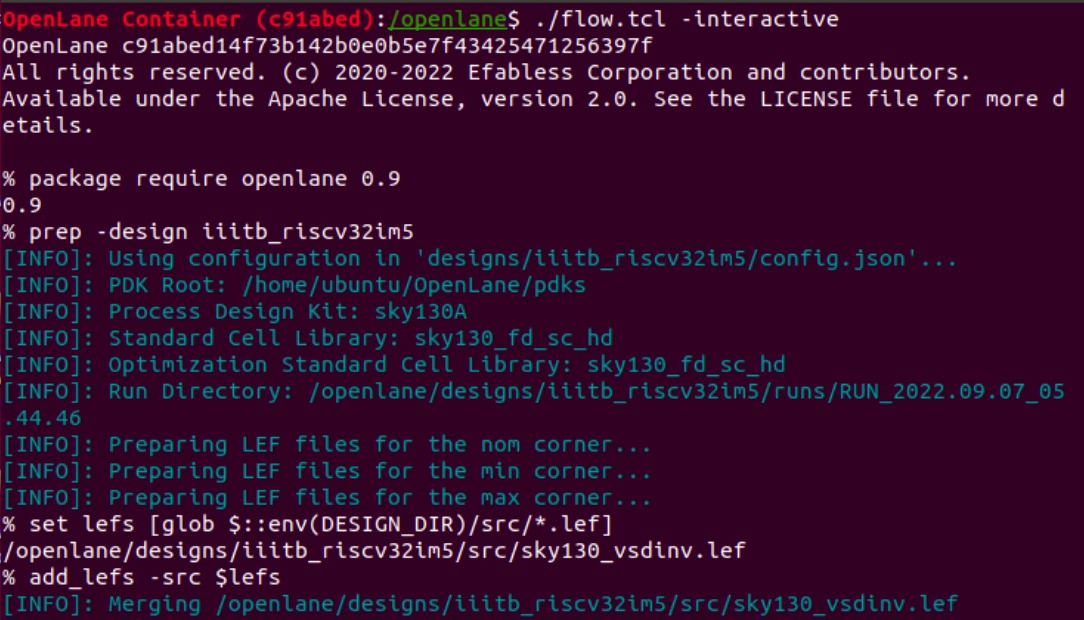 OpenLane Container (c91abed):/openlane$ ./flow.tcl -interactive
OpenLane c91abed14f73b142b0e0b5e7f43425471256397f
All rights reserved. (c) 2020-2022 Efabless Corporation and contributors.
Available under the Apache License, version 2.0. See the LICENSE file for more d
etails.
% package require openlane 0.9
0.9
% prep -design iiitb_riscv32im5
[INFO]: Using configuration in 'designs/iiitb_riscv32im5/config.json'...
[INFO]: PDK Root: /home/ubuntu/OpenLane/pdks
[INFO]: Process Design Kit: sky130A
[INFO]: Standard Cell Library: sky130_fd_sc_hd
[INFO]: Optimization Standard Cell Library: sky130_fd_sc_hd
[INFO]: Run Directory: /openlane/designs/iiitb_riscv32im5/runs/RUN_2022.09.07_05
.44.46
[INFO]: Preparing LEF files for the nom corner...
[INFO]: Preparing LEF files for the min corner...
[INFO]: Preparing LEF files for the max corner...
% set lefs [glob $::env(DESIGN_DIR)/src/*.lef]
/openlane/designs/iiitb_riscv32im5/src/sky130_vsdinv.lef
% add_lefs -src $lefs
[INFO]: Merging /openlane/designs/iiitb_riscv32im5/src/sky130_vsdinv.lef